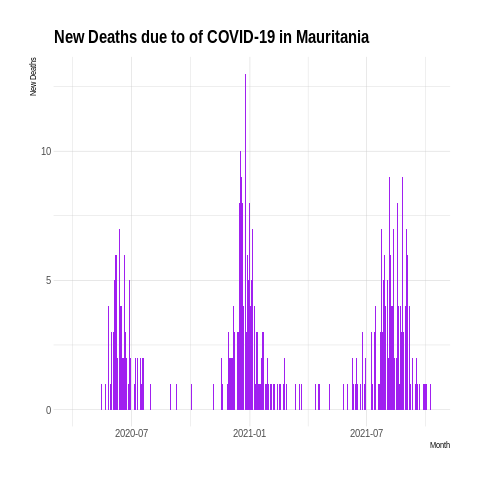 New Deaths due to of COVID-19 in Mauritania
New Deaths
10
5
0
2020-07
2021-01
2021-07
Month